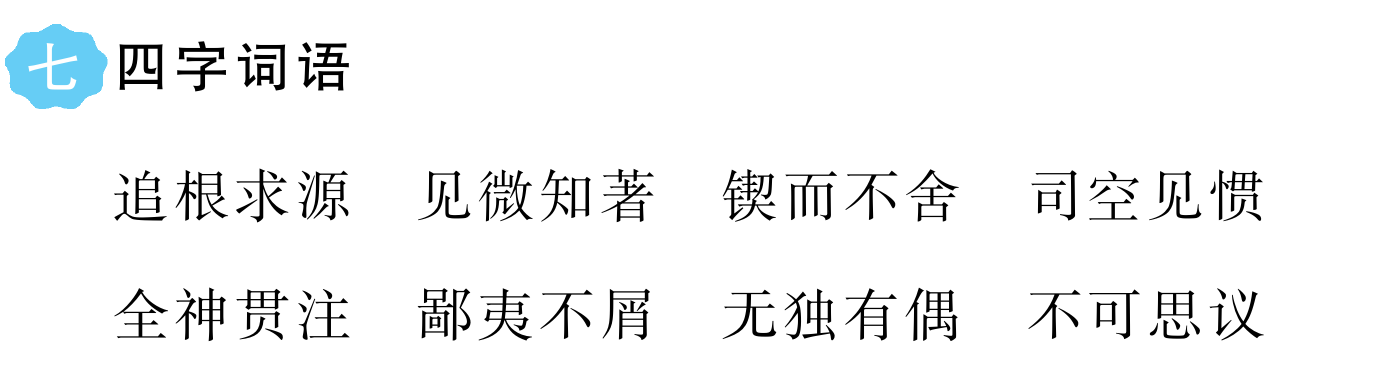 七 四字词语
追根求源 见微知著 锲而不舍 司空见惯
全神贯注 鄙夷不屑 无独有偶 不可思议